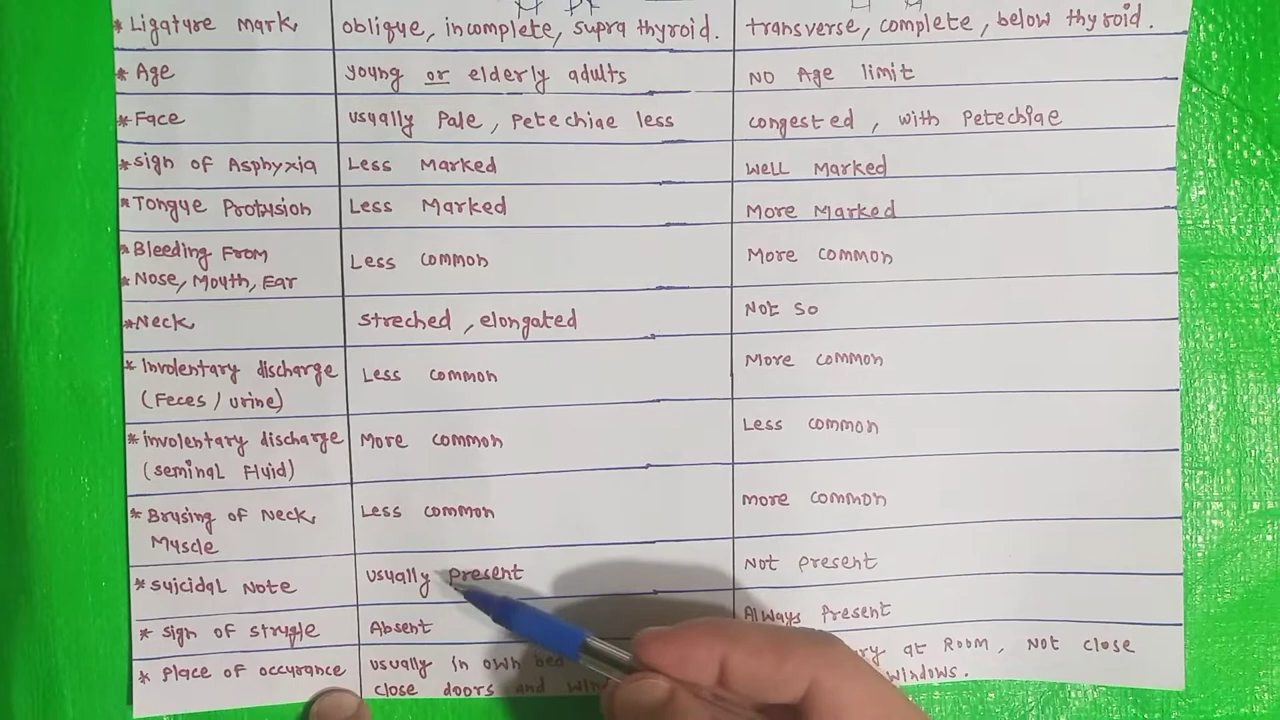 * Ligature mark oblique, incomplete, supra thyroid. transverse, complete, below thyroid.
* Age young or elderly adults NO Age limit
* Face usually Pale, Petechiae less congested, with Petechiae
* sign of Asphyxia Less Marked Well Marked
* Tongue Protusion Less Marked More Marked
* Bleeding From Less common More common
* Nose, Mouth, Ear
* Neck streched, elongated Not so
* Involentary discharge Less common More common
(Feces / urine)
* involentary discharge More common Less common
(seminal Fluid)
* Brusing of Neck Less common more common
Muscle
* Suicidal Note usually present Not present
* sign of strugle Absent Always Present
* Place of occurance usually in own bed at Room, Not close
close doors and windows.